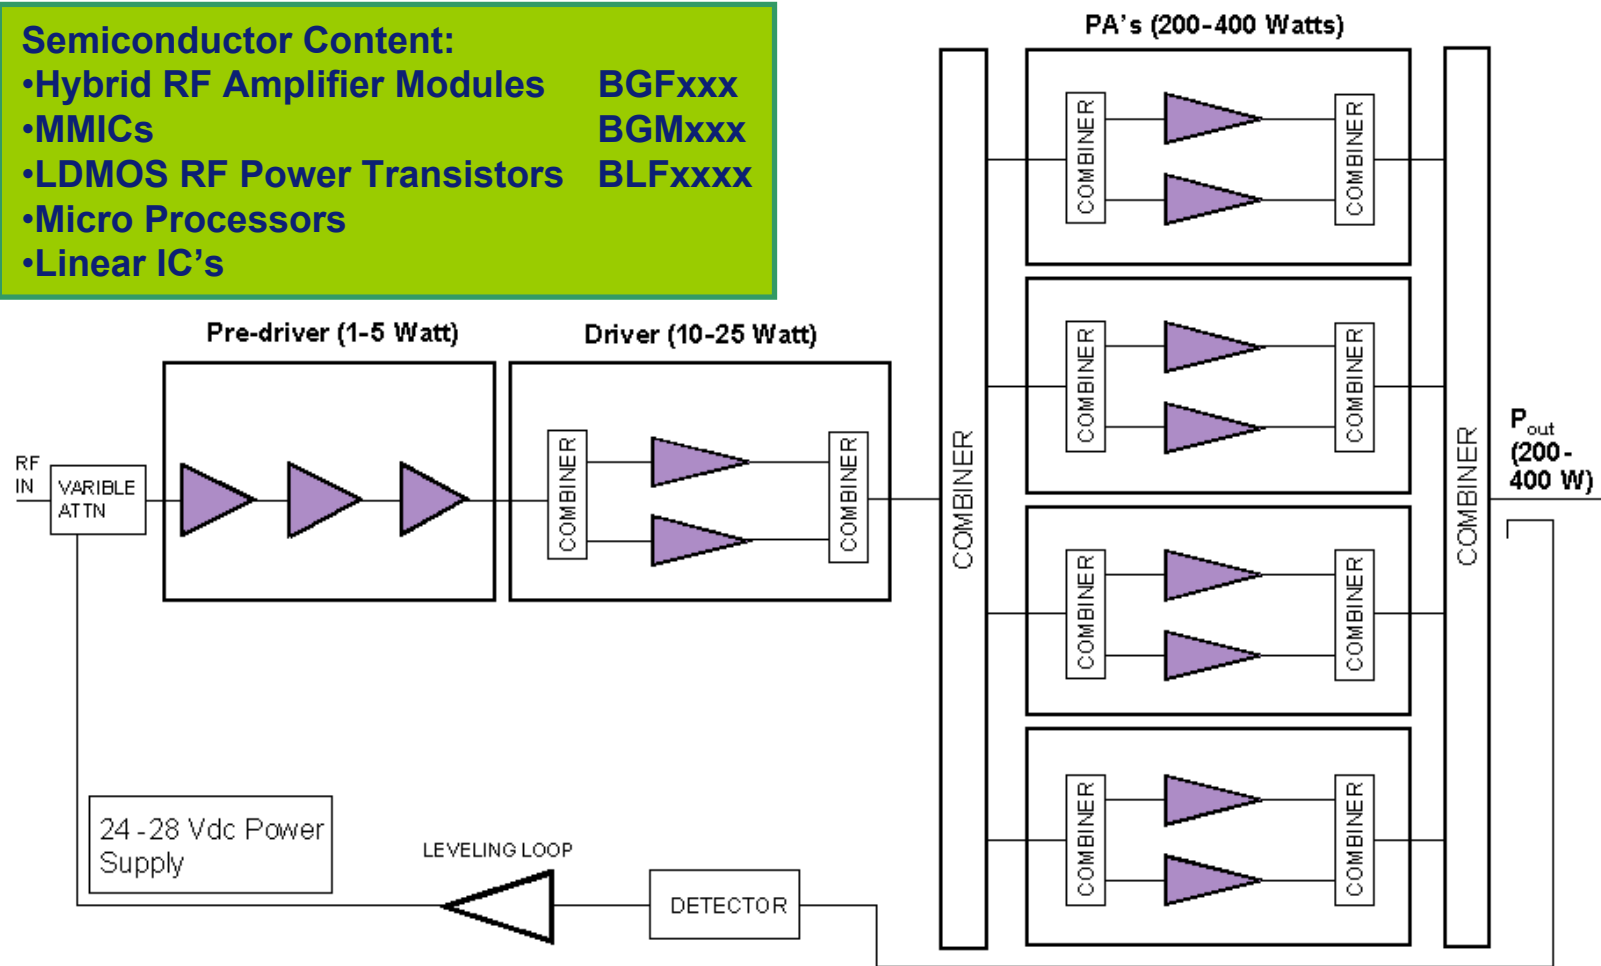 Semiconductor Content:
•Hybrid RF Amplifier Modules BGFxxx
•MMICs BGMxxx
•LDMOS RF Power Transistors BLFxxxx
•Micro Processors
•Linear IC's
PA's (200-400 Watts)
Pre-driver (1-5 Watt)
Driver (10-25 Watt)
RF
IN
VARIBLE
ATTN
COMBINER
COMBINER
COMBINER
COMBINER
COMBINER
COMBINER
COMBINER
COMBINER
COMBINER
COMBINER
COMBINER
COMBINER
Pout
(200-
400 W)
24 -28 Vdc Power
Supply
LEVELING LOOP
DETECTOR